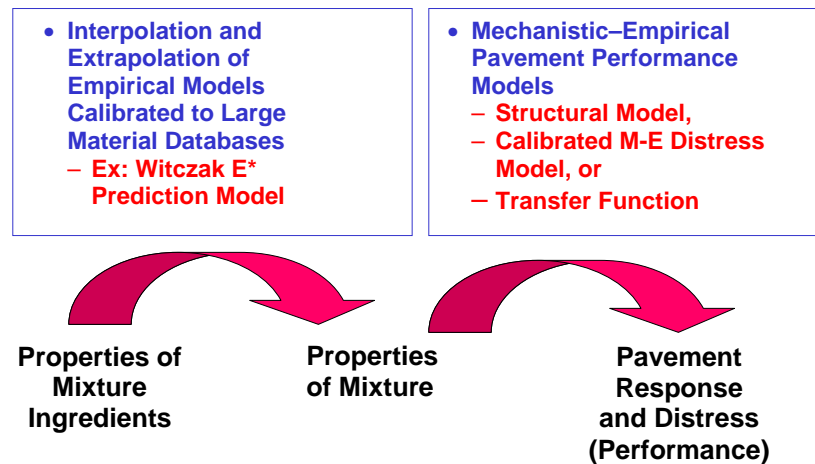 • Interpolation and
Extrapolation of
Empirical Models
Calibrated to Large
Material Databases
– Ex: Witczak E*
Prediction Model
• Mechanistic–Empirical
Pavement Performance
Models
– Structural Model,
– Calibrated M-E Distress
Model, or
– Transfer Function
Properties of
Mixture
Ingredients
Properties
of Mixture
Pavement
Response
and Distress
(Performance)